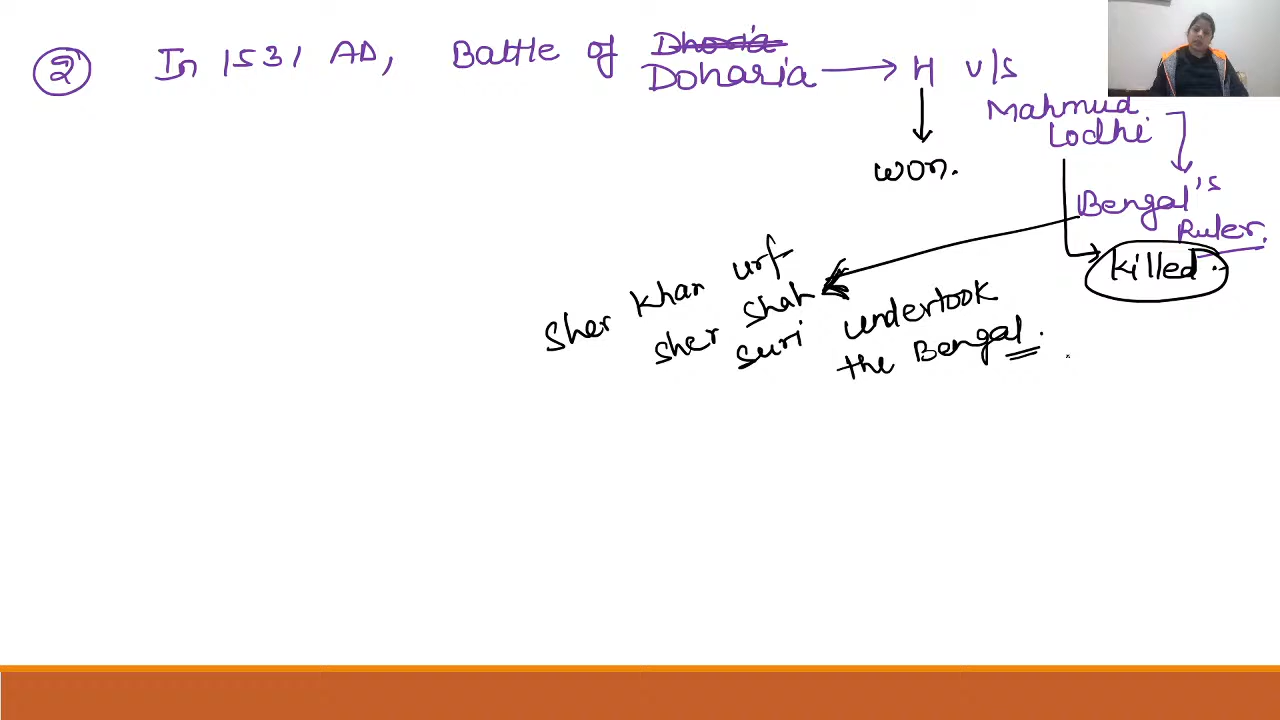 ② In 1531 AD, Battle of Dhoria
Doharia → H v/s
Mahmud
Lodhi
won.
Bengal's
Ruler.
killed.
Sher Khan urf
Sher Shah
Suri undertook
the Bengal.